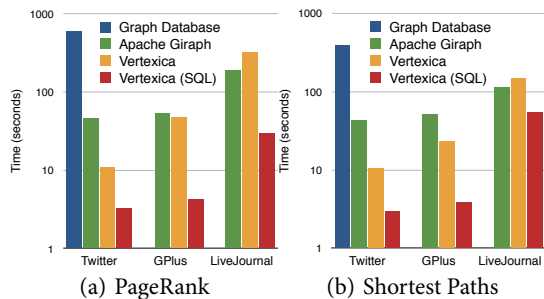 1000
100
10
1
Time (seconds)
Graph Database
Apache Giraph
Vertexica
Vertexica (SQL)
Twitter
GPlus
LiveJournal
(a) PageRank
1000
100
10
1
Time (seconds)
Graph Database
Apache Giraph
Vertexica
Vertexica (SQL)
Twitter
GPlus
LiveJournal
(b) Shortest Paths